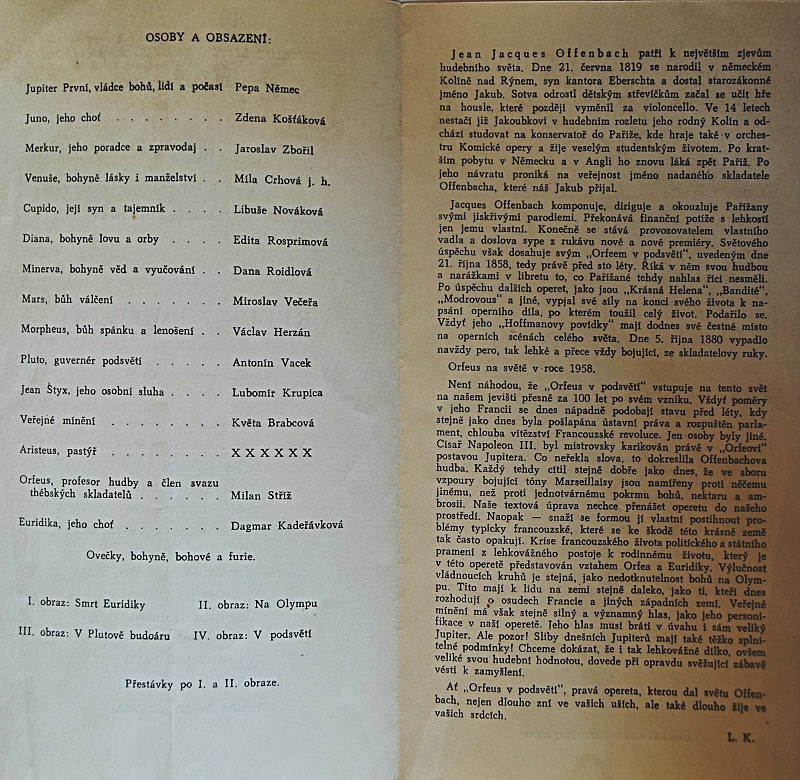 OSOBY A OBSAZENÍ:
Jupiter První, vládce bohů, lidí a počasí Pepa Němec
Juno, jeho choť . . . . . . . . Zdena Košťáková
Merkur, jeho poradce a zpravodaj . . Jaroslav Zbořil
Venuše, bohyně lásky i manželství . . Míla Crhová j. h.
Cupido, její syn a tajemník . . . . Libuše Nováková
Diana, bohyně lovu a orby . . . . Edita Rosprimová
Minerva, bohyně věd a vyučování . . Dana Roidlová
Mars, bůh válčení . . . . . . . Miroslav Večeřa
Morpheus, bůh spánku a lenošení . . Václav Herzán
Pluto, guvernér podsvětí . . . . . Antonín Vacek
Jean Štyx, jeho osobní sluha . . . . Lubomír Krupica
Veřejné mínění . . . . . . . . Květa Brabcová
Aristeus, pastýř . . . . . . . . X X X X X X
Orfeus, profesor hudby a člen svazu
thébských skladatelů . . . . . . Milan Stříž
Euridika, jeho choť . . . . . . . Dagmar Kadeřávková
Ovečky, bohyně, bohové a furie.
I. obraz: Smrt Euridiky II. obraz: Na Olympu
III. obraz: V Plutově budoáru IV. obraz: V podsvětí
Přestávky po I. a II. obraze.
Jean Jacques Offenbach patří k největším zjevům
hudebního světa. Dne 21. června 1819 se narodil v německém
Kolíně nad Rýnem, syn kantora Eberschta a dostal starozákonné
jméno Jakub. Sotva odrostl dětským střevíčkům začal se učit hře
na housle, které později vyměnil za violoncello. Ve 14 letech
nestačí již Jakoubkovi v hudebním rozletu jeho rodný Kolín a od-
chází studovat na konservatoř do Paříže, kde hraje také v orches-
tru Komické opery a žije veselým studentským životem. Po krat-
ším pobytu v Německu a v Angli ho znovu láká zpět Paříž. Po
jeho návratu proniká na veřejnost jméno nadaného skladatele
Offenbacha, které náš Jakub přijal.
Jacques Offenbach komponuje, diriguje a okouzluje Pařížany
svými jiskřivými parodiemi. Překonává finanční potíže s lehkostí
jen jemu vlastní. Konečně se stává provozovatelem vlastního
vadla a doslova sype z rukávu nové a nové premiéry. Světového
úspěchu však dosahuje svým „Orfeem v podsvětí“, uvedeným dne
21. října 1858, tedy právě před sto léty. Říká v něm svou hudbou
a narážkami v libretu to, co Pařížané tehdy nahlas říci nesměli.
Po úspěchu dalších operet, jako jsou „Krásná Helena“, „Bandité“,
„Modrovous“ a jiné, vypjal své síly na konci svého života k na-
psání operního díla, po kterém toužil celý život. Podařilo se.
Vždyť jeho „Hoffmanovy povídky“ mají dodnes své čestné místo
na operních scénách celého světa. Dne 5. října 1880 vypadlo
navždy pero, tak lehké a přece vždy bojující, ze skladatelovy ruky.
Orfeus na světě v roce 1958.
Není náhodou, že „Orfeus v podsvětí“ vstupuje na tento svět
na našem jevišti přesně za 100 let po svém vzniku. Vždyť poměry
v jeho Francii se dnes nápadně podobají stavu před léty, kdy
stejně jako dnes byla pošlapána ústavní práva a rozpuštěn parla-
ment, chlouba vítězství Francouzské revoluce. Jen osoby byly jiné.
Císař Napoleon III. byl mistrovsky karikován právě v „Orfeovi“
postavou Jupitera. Co neřekla slova, to dokreslila Offenbachova
hudba. Každý tehdy cítil stejně dobře jako dnes, že ve sboru
vzpoury bojující tóny Marseillaisy jsou namířeny proti něčemu
jinému, než proti jednotvárnému pokrmu bohů, nektaru a am-
brosii. Naše textová úprava nechce přenášet operetu do našeho
prostředí. Naopak — snaží se formou jí vlastní postihnout pro-
blémy typicky francouzské, které se ke škodě této krásné země
tak často opakují. Krise francouzského života politického a státního
pramení z lehkovážného postoje k rodinnému životu, který je
v této operetě představován vztahem Orfea a Euridiky. Výlučnost
vládnoucích kruhů je stejná, jako nedotknutelnost bohů na Olym-
pu. Tito mají k lidu na zemi stejně daleko, jako ti, kteří dnes
rozhodují o osudech Francie a jiných západních zemí. Veřejné
mínění má však stejně silný a významný hlas, jako jeho personi-
fikace v naší operetě. Jeho hlas musí bráti v úvahu i sám veliký
Jupiter. Ale pozor! Sliby dnešních Jupiterů mají také těžko splni-
telné podmínky! Chceme dokázat, že i tak lehkovážné dílko, ovšem
veliké svou hudební hodnotou, dovede při opravdu svěžující zábavě
vésti k zamyšlení.
Ať „Orfeus v podsvětí“, pravá opereta, kterou dal světu Offen-
bach, nejen dlouho zní ve vašich uších, ale také dlouho žije ve
vašich srdcích.
L. K.